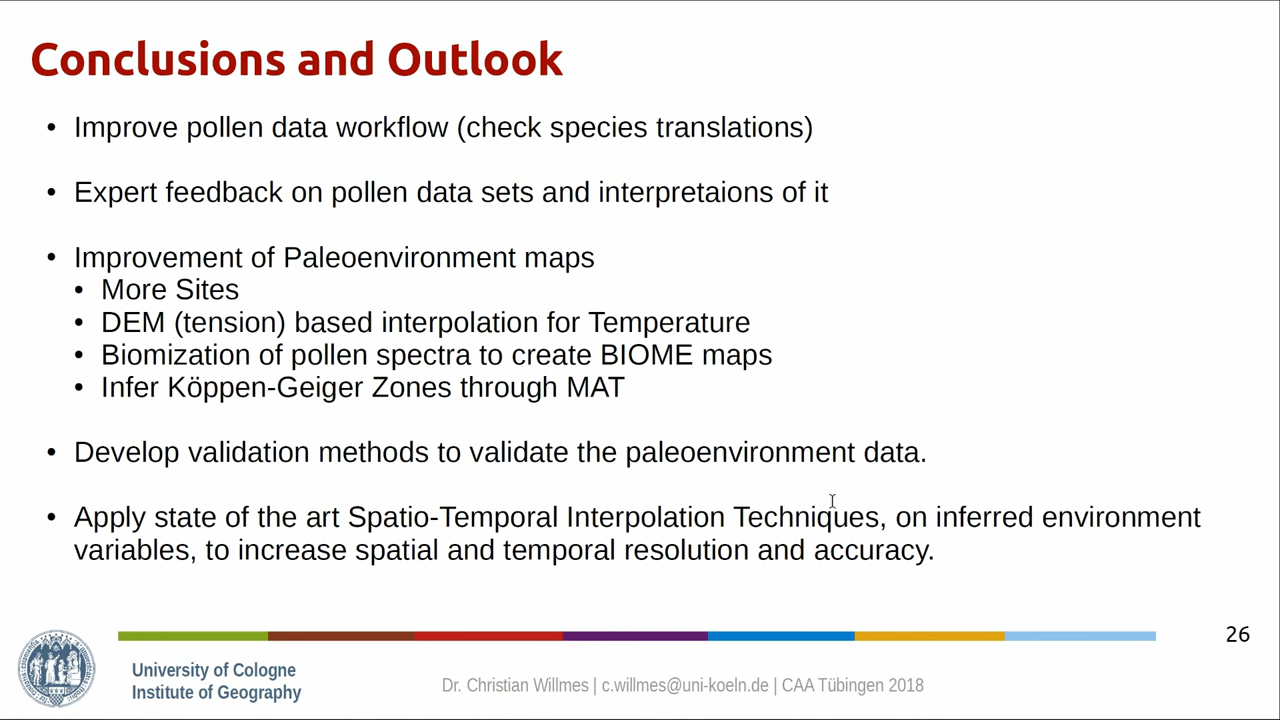 Conclusions and Outlook
• Improve pollen data workflow (check species translations)
• Expert feedback on pollen data sets and interpretaions of it
• Improvement of Paleoenvironment maps
• More Sites
• DEM (tension) based interpolation for Temperature
• Biomization of pollen spectra to create BIOME maps
• Infer Köppen-Geiger Zones through MAT
• Develop validation methods to validate the paleoenvironment data.
• Apply state of the art Spatio-Temporal Interpolation Techniques, on inferred environment
variables, to increase spatial and temporal resolution and accuracy.
26
University of Cologne
Institute of Geography
Dr. Christian Willmes | c.willmes@uni-koeln.de | CAA Tübingen 2018